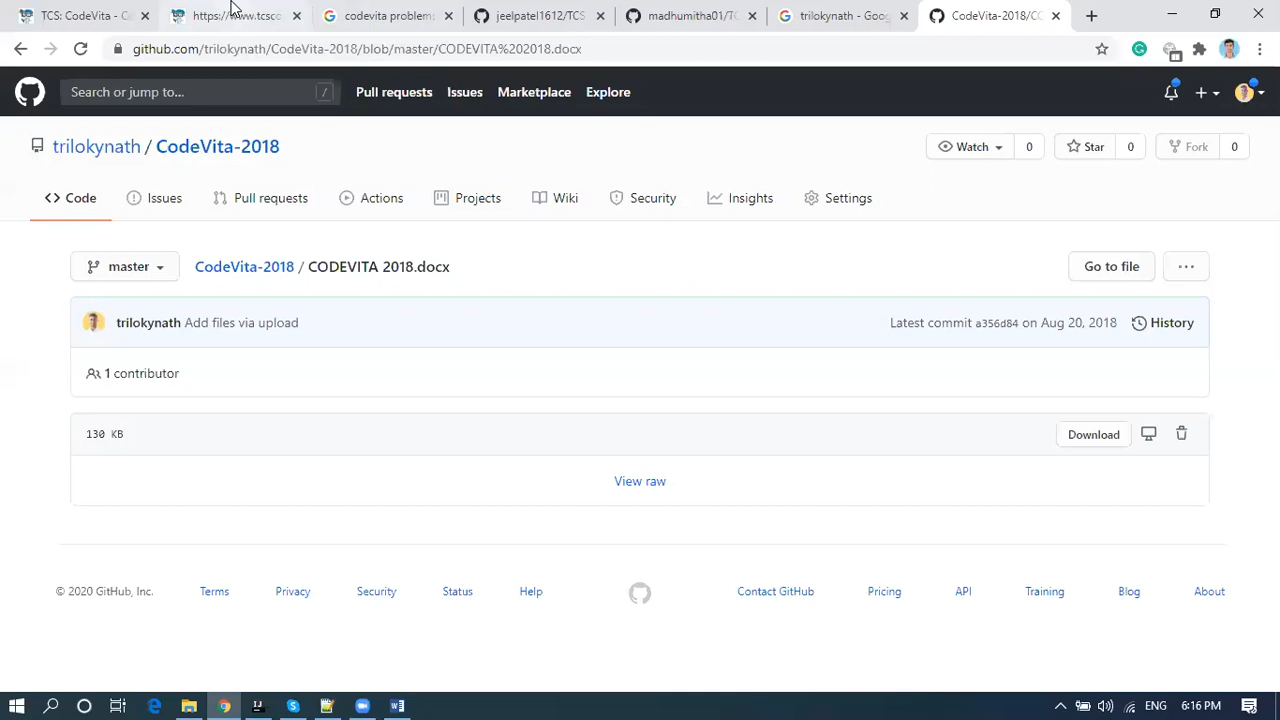 TCS: CodeVita - C
https://www.tcsco
codevita problem
jeelpatel1612/TCS
madhumitha01/TC
trilokynath - Goog
CodeVita-2018/CC
github.com/trilokynath/CodeVita-2018/blob/master/CODEVITA%202018.docx
Search or jump to... /
Pull requests Issues Marketplace Explore
trilokynath / CodeVita-2018
Watch 0 Star 0 Fork 0
Code Issues Pull requests Actions Projects Wiki Security Insights Settings
master CodeVita-2018 / CODEVITA 2018.docx Go to file ...
trilokynath Add files via upload Latest commit a356d84 on Aug 20, 2018 History
1 contributor
130 KB Download
View raw
© 2020 GitHub, Inc. Terms Privacy Security Status Help Contact GitHub Pricing API Training Blog About
ENG 6:16 PM